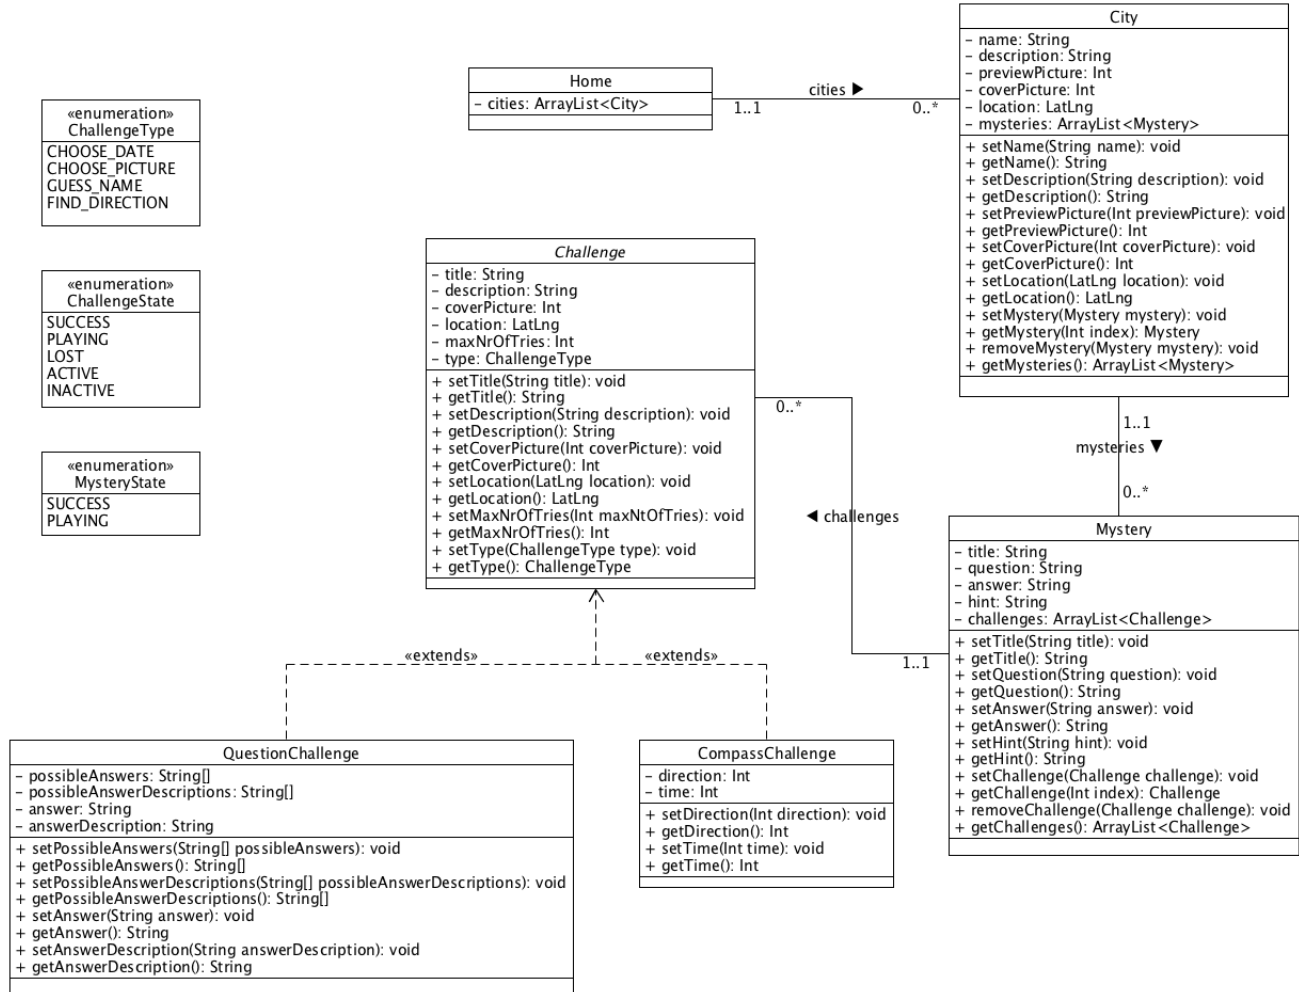 City
– name: String
– description: String
– previewPicture: Int
– coverPicture: Int
– location: LatLng
– mysteries: ArrayList<Mystery>
+ setName(String name): void
+ getName(): String
+ setDescription(String description): void
+ getDescription(): String
+ setPreviewPicture(Int previewPicture): void
+ getPreviewPicture(): Int
+ setCoverPicture(Int coverPicture): void
+ getCoverPicture(): Int
+ setLocation(LatLng location): void
+ getLocation(): LatLng
+ setMystery(Mystery mystery): void
+ getMystery(Int index): Mystery
+ removeMystery(Mystery mystery): void
+ getMysteries(): ArrayList<Mystery>
Home
– cities: ArrayList<City>
cities ▶
1..1
0..*
«enumeration»
ChallengeType
CHOOSE_DATE
CHOOSE_PICTURE
GUESS_NAME
FIND_DIRECTION
«enumeration»
ChallengeState
SUCCESS
PLAYING
LOST
ACTIVE
INACTIVE
«enumeration»
MysteryState
SUCCESS
PLAYING
Challenge
– title: String
– description: String
– coverPicture: Int
– location: LatLng
– maxNrOfTries: Int
– type: ChallengeType
+ setTitle(String title): void
+ getTitle(): String
+ setDescription(String description): void
+ getDescription(): String
+ setCoverPicture(Int coverPicture): void
+ getCoverPicture(): Int
+ setLocation(LatLng location): void
+ getLocation(): LatLng
+ setMaxNrOfTries(Int maxNtOfTries): void
+ getMaxNrOfTries(): Int
+ setType(ChallengeType type): void
+ getType(): ChallengeType
0..*
◀ challenges
1..1
1..1
mysteries ▼
0..*
Mystery
– title: String
– question: String
– answer: String
– hint: String
– challenges: ArrayList<Challenge>
+ setTitle(String title): void
+ getTitle(): String
+ setQuestion(String question): void
+ getQuestion(): String
+ setAnswer(String answer): void
+ getAnswer(): String
+ setHint(String hint): void
+ getHint(): String
+ setChallenge(Challenge challenge): void
+ getChallenge(Int index): Challenge
+ removeChallenge(Challenge challenge): void
+ getChallenges(): ArrayList<Challenge>
«extends»
«extends»
QuestionChallenge
– possibleAnswers: String[]
– possibleAnswerDescriptions: String[]
– answer: String
– answerDescription: String
+ setPossibleAnswers(String[] possibleAnswers): void
+ getPossibleAnswers(): String[]
+ setPossibleAnswerDescriptions(String[] possibleAnswerDescriptions): void
+ getPossibleAnswerDescriptions(): String[]
+ setAnswer(String answer): void
+ getAnswer(): String
+ setAnswerDescription(String answerDescription): void
+ getAnswerDescription(): String
CompassChallenge
– direction: Int
– time: Int
+ setDirection(Int direction): void
+ getDirection(): Int
+ setTime(Int time): void
+ getTime(): Int